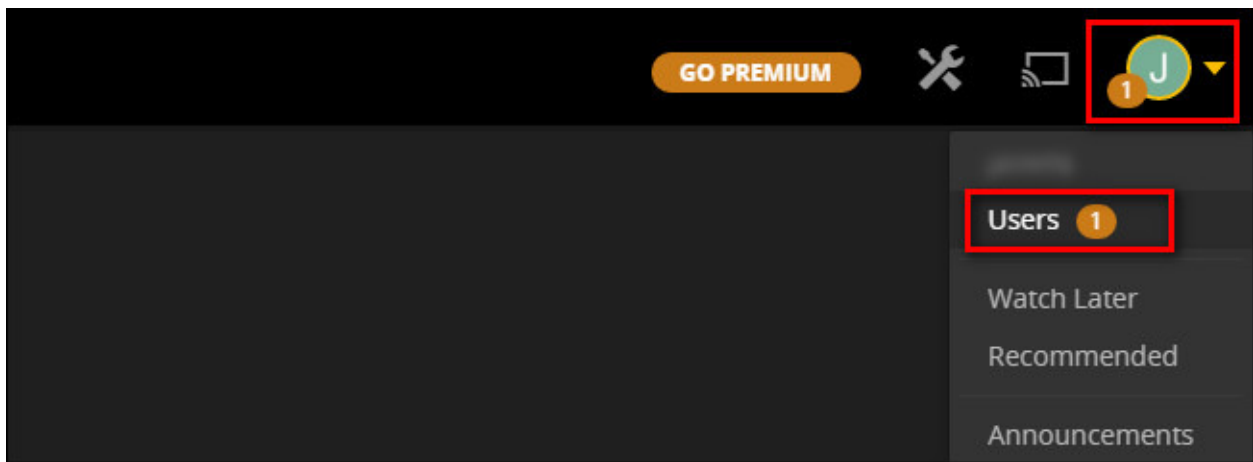 GO PREMIUM
J
1
Users 1
Watch Later
Recommended
Announcements